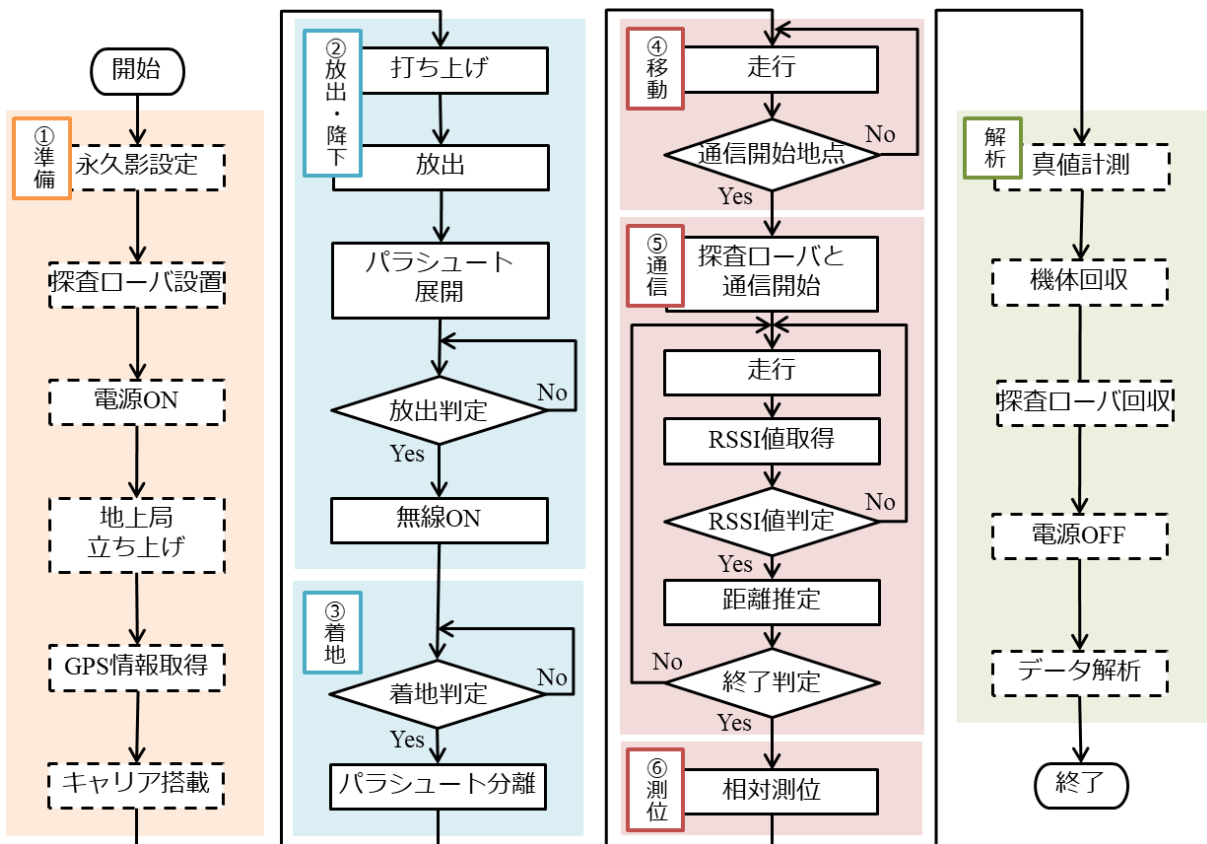 開始
①準備
永久影設定
探査ローバ設置
電源ON
地上局
立ち上げ
GPS情報取得
キャリア搭載
②放出・降下
打ち上げ
放出
パラシュート
展開
放出判定
No
Yes
無線ON
③着地
着地判定
No
Yes
パラシュート分離
④移動
走行
通信開始地点
No
Yes
⑤通信
探査ローバと
通信開始
走行
RSSI値取得
RSSI値判定
No
Yes
距離推定
終了判定
No
Yes
⑥測位
相対測位
解析
真値計測
機体回収
探査ローバ回収
電源OFF
データ解析
終了